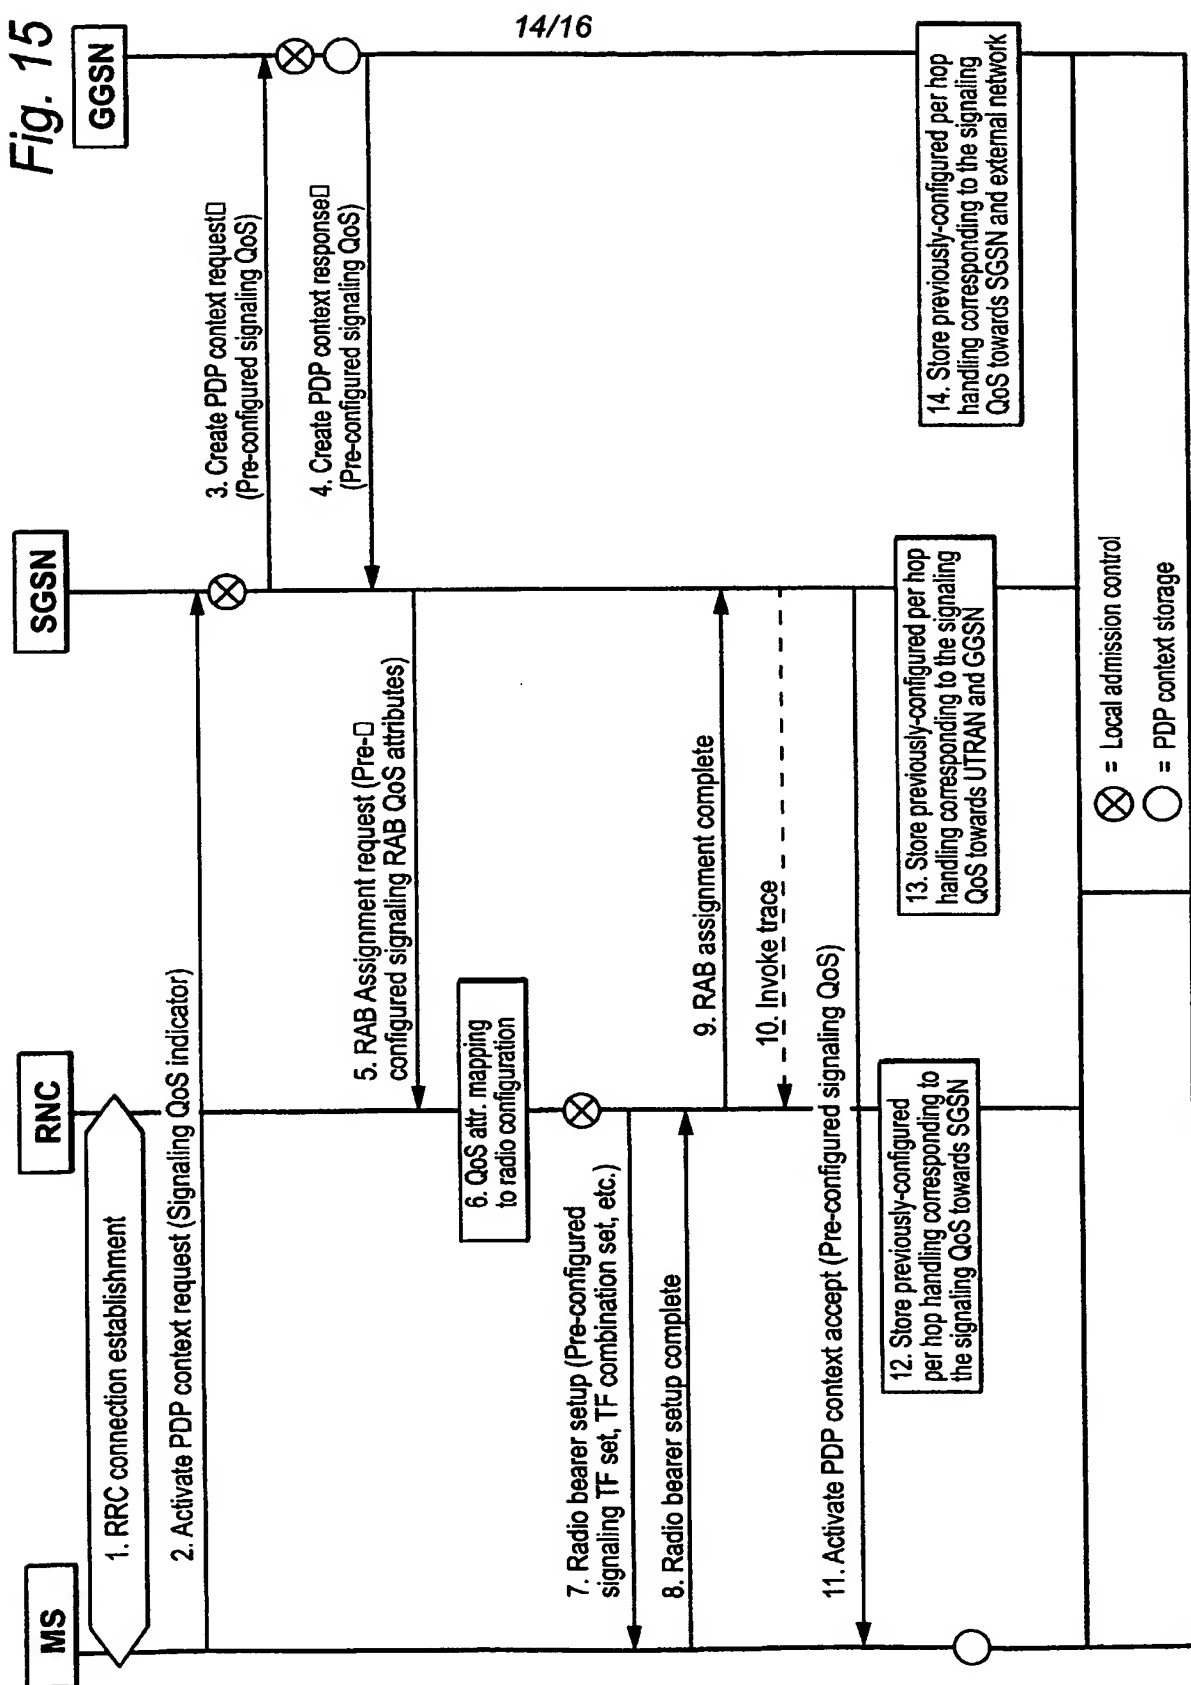 14/16
Fig. 15
MS
RNC
SGSN
GGSN
1. RRC connection establishment
2. Activate PDP context request (Signaling QoS indicator)
3. Create PDP context request□
(Pre-configured signaling QoS)
4. Create PDP context response□
(Pre-configured signaling QoS)
5. RAB Assignment request (Pre-□
configured signaling RAB QoS attributes)
6. QoS attr. mapping
to radio configuration
7. Radio bearer setup (Pre-configured
signaling TF set, TF combination set, etc.)
8. Radio bearer setup complete
9. RAB assignment complete
10. Invoke trace
11. Activate PDP context accept (Pre-configured signaling QoS)
12. Store previously-configured
per hop handling corresponding to
the signaling QoS towards SGSN
13. Store previously-configured per hop
handling corresponding to the signaling
QoS towards UTRAN and GGSN
14. Store previously-configured per hop
handling corresponding to the signaling
QoS towards SGSN and external network
= Local admission control
= PDP context storage